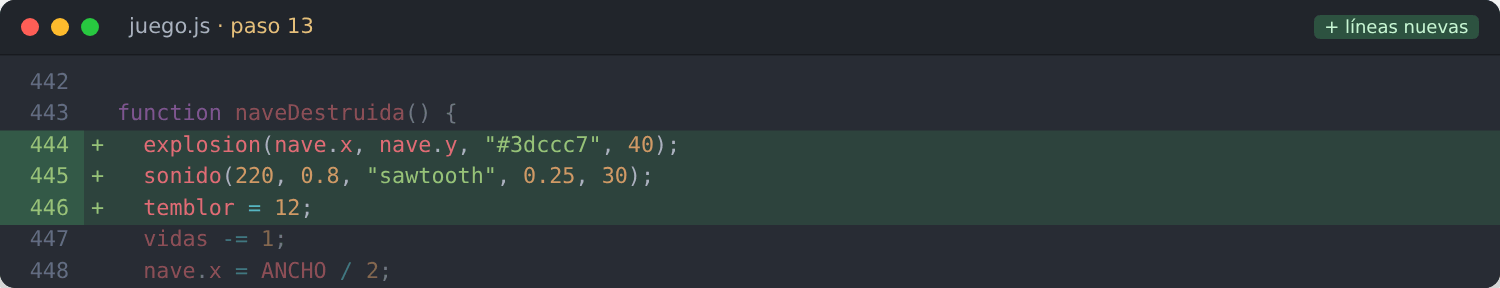 juego.js · paso 13
+ líneas nuevas
442
443 function naveDestruida() {
444 + explosion(nave.x, nave.y, "#3dccc7", 40);
445 + sonido(220, 0.8, "sawtooth", 0.25, 30);
446 + temblor = 12;
447 vidas -= 1;
448 nave.x = ANCHO / 2;